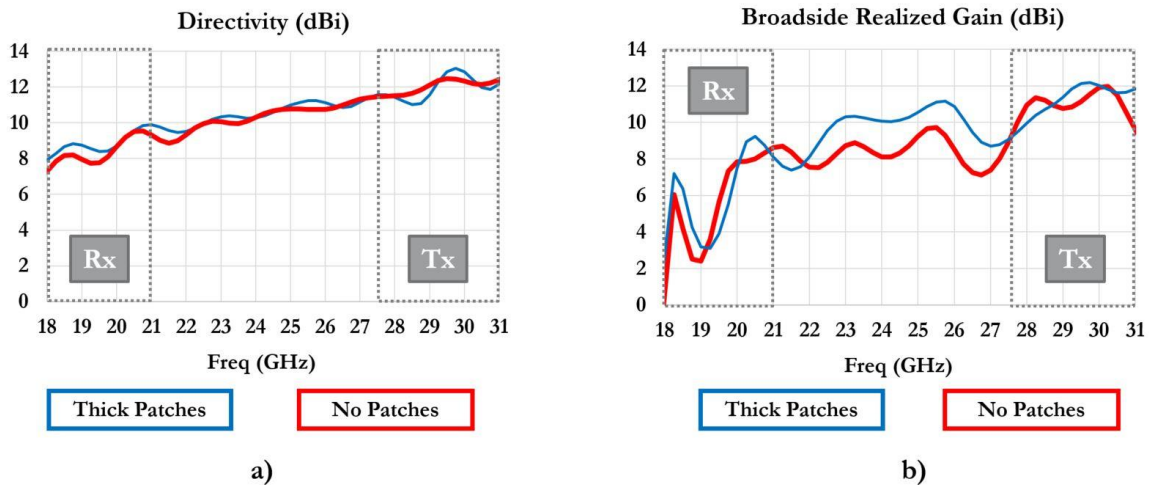 Directivity (dBi)
14
12
10
8
6
4
2
0
Rx
Tx
18 19 20 21 22 23 24 25 26 27 28 29 30 31
Freq (GHz)
Thick Patches
No Patches
a)
Broadside Realized Gain (dBi)
14
12
10
8
6
4
2
0
Rx
Tx
18 19 20 21 22 23 24 25 26 27 28 29 30 31
Freq (GHz)
Thick Patches
No Patches
b)